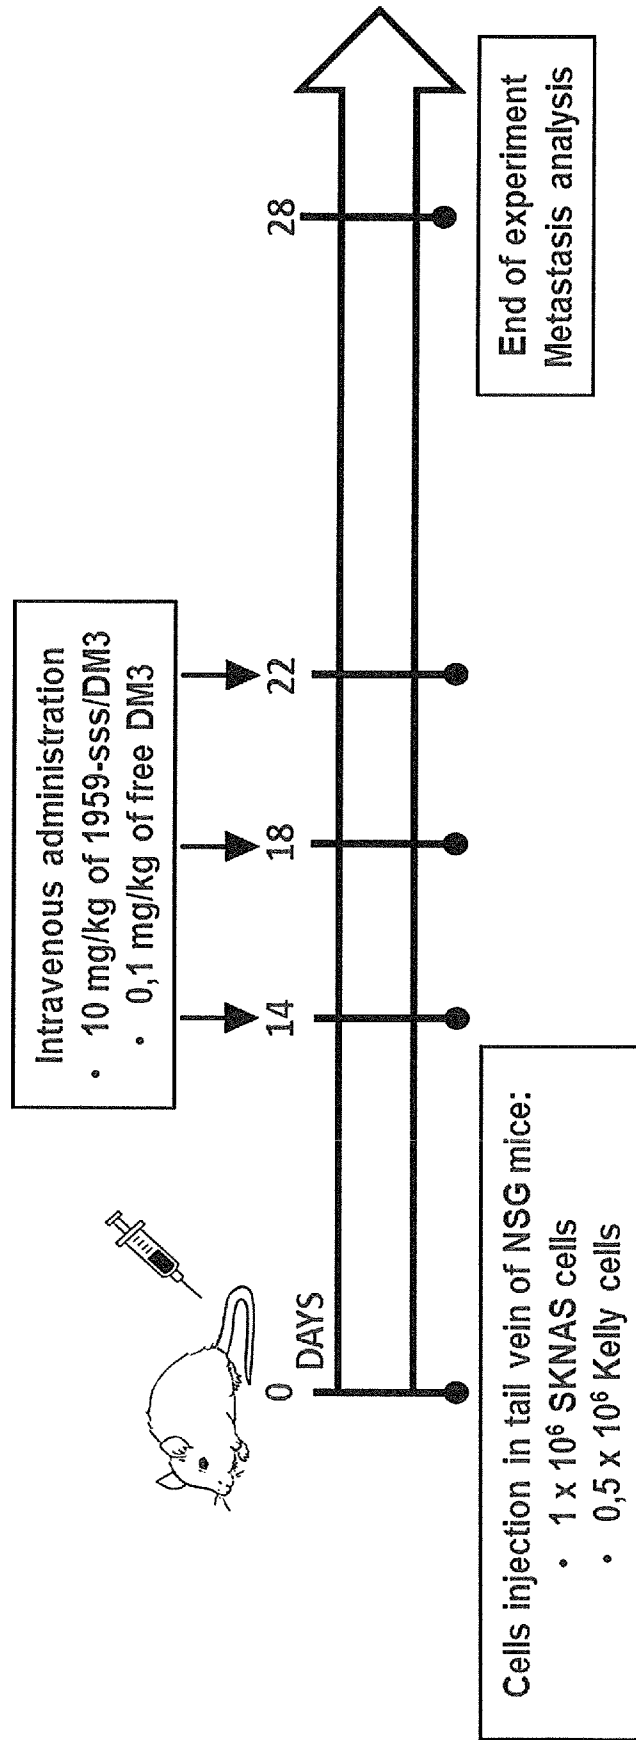 Intravenous administration
• 10 mg/kg of 1959-sss/DM3
• 0,1 mg/kg of free DM3
0
14
18
22
28
DAYS
Cells injection in tail vein of NSG mice:
• 1 x 10⁶ SKNAS cells
• 0,5 x 10⁶ Kelly cells
End of experiment
Metastasis analysis